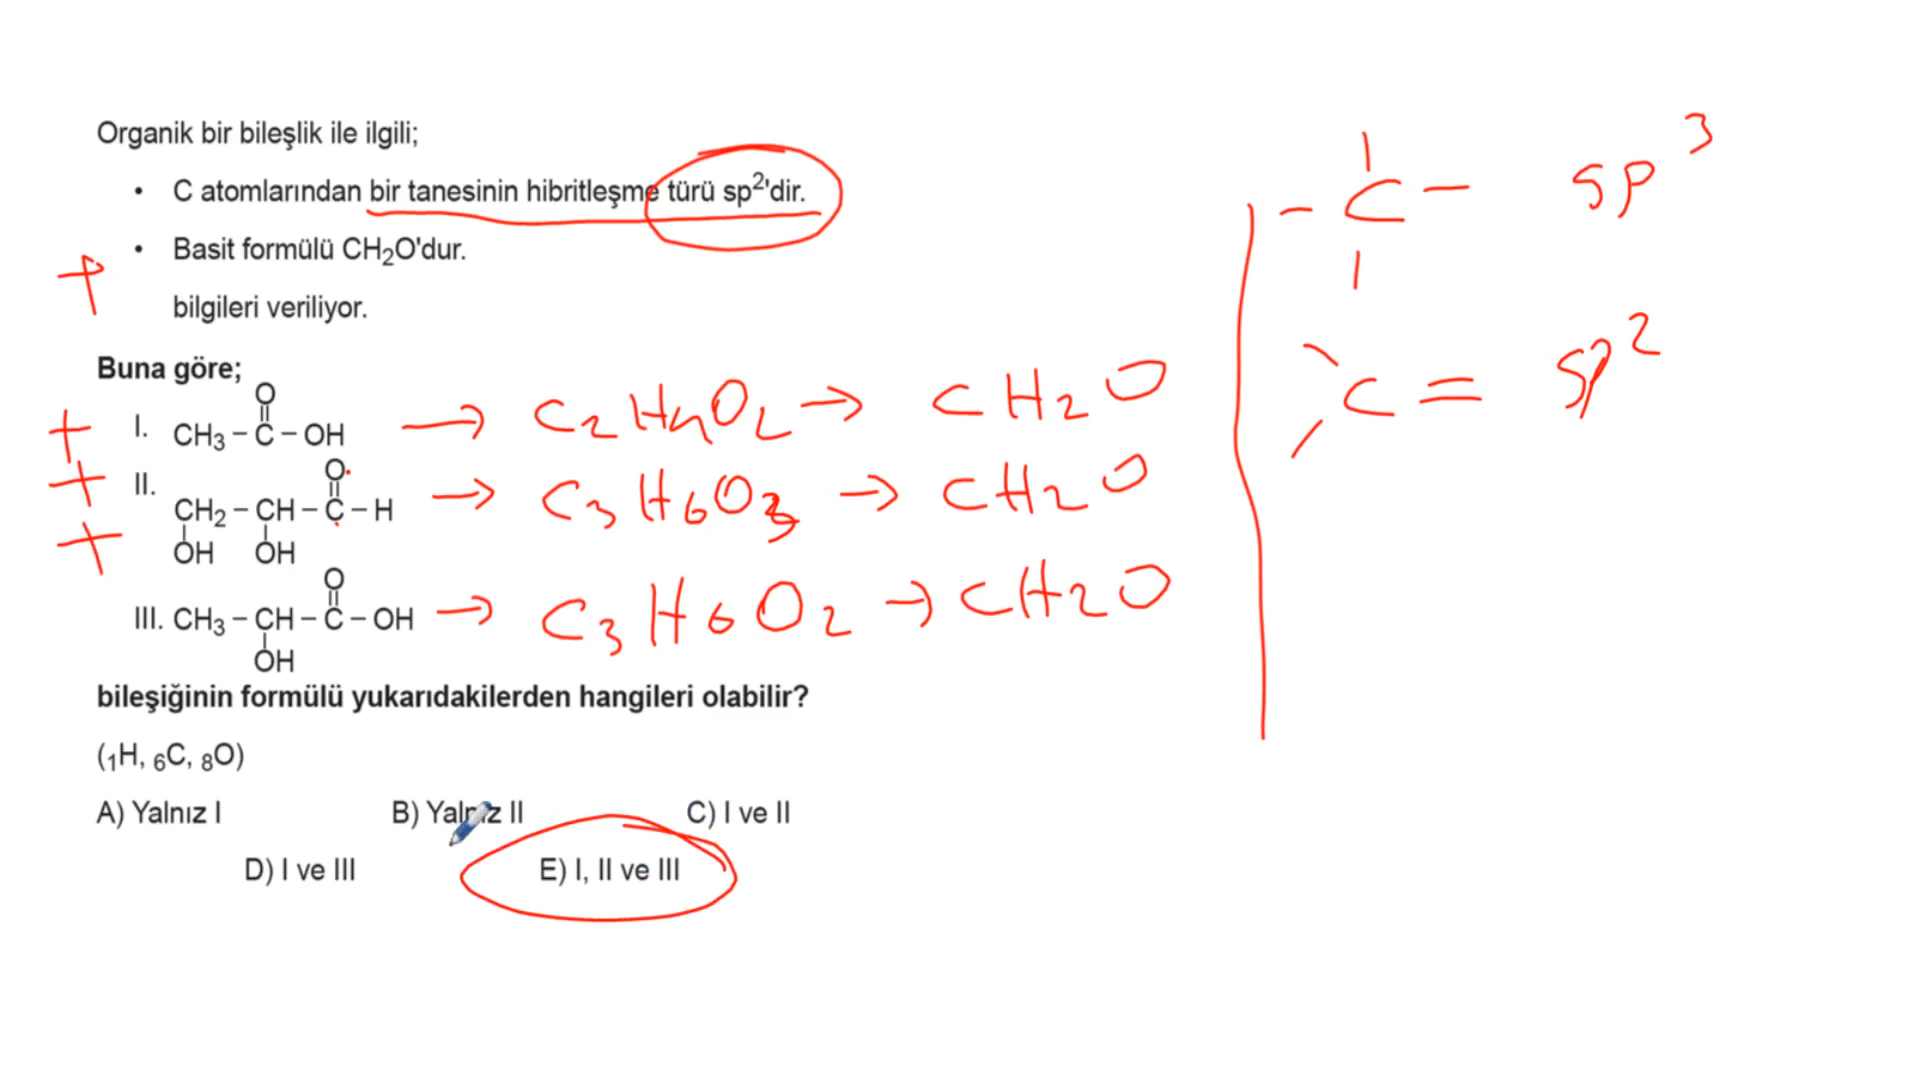 Organik bir bileşlik ile ilgili;
• C atomlarından bir tanesinin hibritleşme türü sp²'dir.
• Basit formülü CH₂O'dur.
bilgileri veriliyor.
Buna göre;
I. CH₃ – C – OH
O
→ C₂H₄O₂ → CH₂O
II. CH₂ – CH – C – H
O
OH OH
→ C₃H₆O₃ → CH₂O
III. CH₃ – CH – C – OH
O
OH
→ C₃H₆O₂ → CH₂O
bileşiğinin formülü yukarıdakilerden hangileri olabilir?
(₁H, ₆C, ₈O)
A) Yalnız I B) Yalnız II C) I ve II
D) I ve III E) I, II ve III
– C – sp³
C = sp²